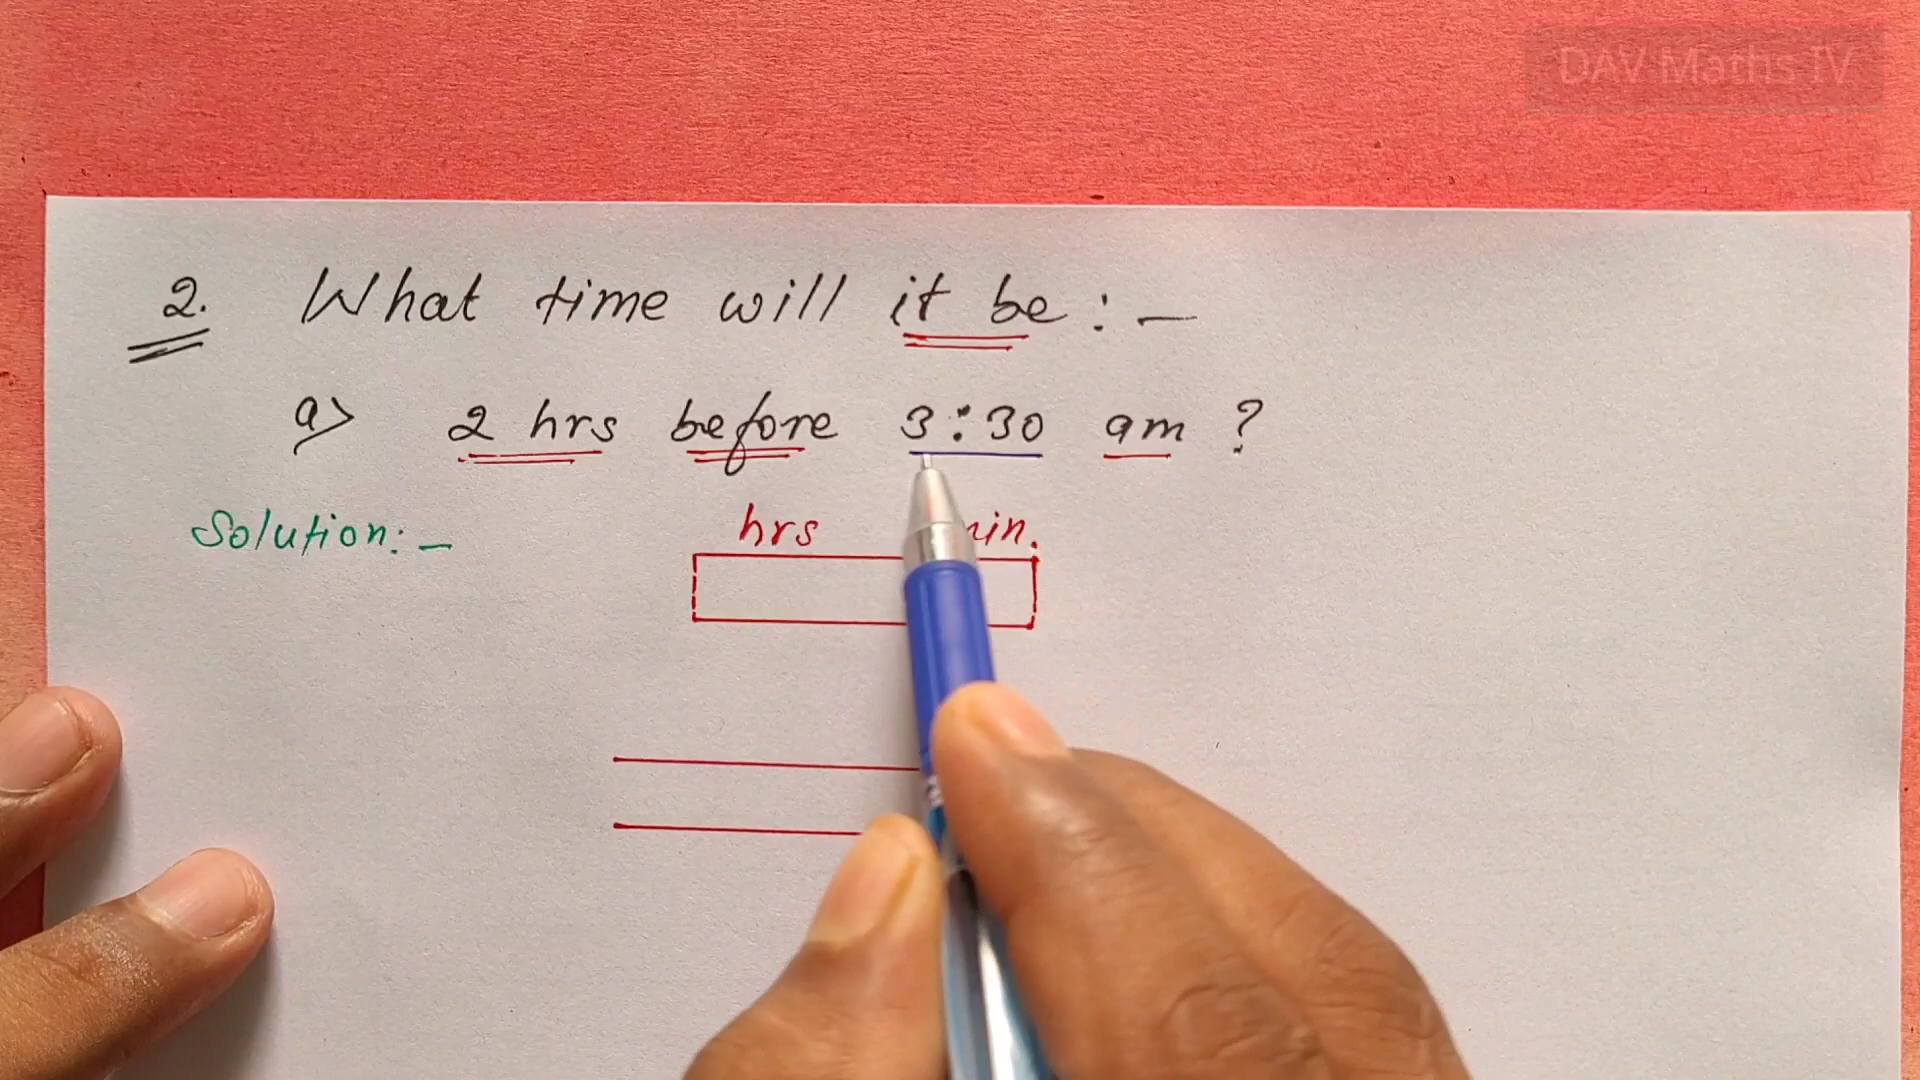 DAV Maths IV
2. What time will it be : –
a> 2 hrs before 3:30 am ?
Solution: –
hrs